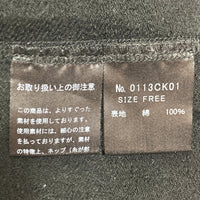 お取り扱い上の御注意
この商品は、よりすぐった
素材を使用しております。
使用素材には、細心の注意
を払っておりますが、素材
の特徴上、ネップ(糸が部
No. 0113CK01
SIZE FREE
表地 綿 100%